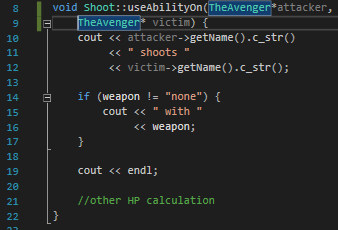 8 void Shoot::useAbilityOn(TheAvenger*attacker,
9 TheAvenger* victim) {
10 cout << attacker->getName().c_str()
11 << " shoots "
12 << victim->getName().c_str();
13
14 if (weapon != "none") {
15 cout << " with "
16 << weapon;
17 }
18
19 cout << endl;
20
21 //other HP calculation
22 }